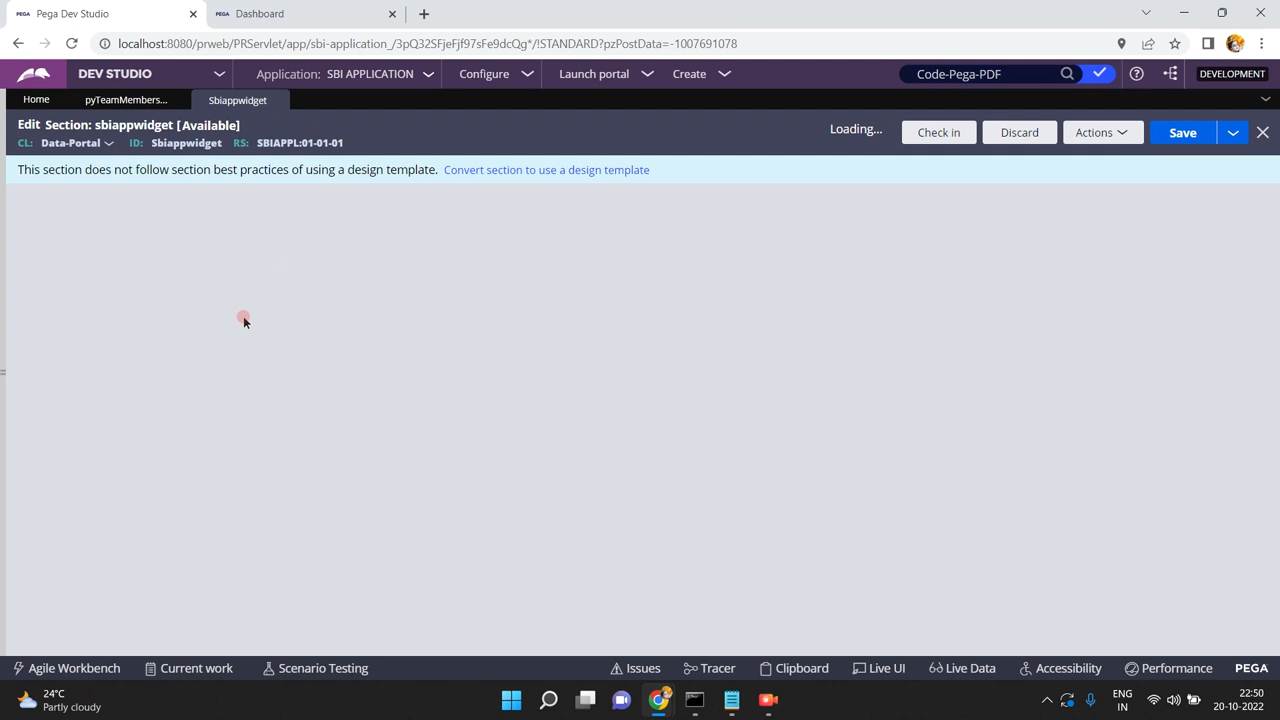 Pega Dev Studio
Dashboard
localhost:8080/prweb/PRServlet/app/sbi-application_/3pQ32SFjeFjf97sFe9dcQg*/!STANDARD?pzPostData=-1007691078
DEV STUDIO
Application: SBI APPLICATION
Configure
Launch portal
Create
Code-Pega-PDF
DEVELOPMENT
Home
pyTeamMembers...
Sbiappwidget
Edit Section: sbiappwidget [Available]
CL: Data-Portal ID: Sbiappwidget RS: SBIAPPL:01-01-01
Loading...
Check in
Discard
Actions
Save
This section does not follow section best practices of using a design template. Convert section to use a design template
Agile Workbench
Current work
Scenario Testing
Issues
Tracer
Clipboard
Live UI
Live Data
Accessibility
Performance
PEGA
24°C
Partly cloudy
ENG
IN
22:50
20-10-2022